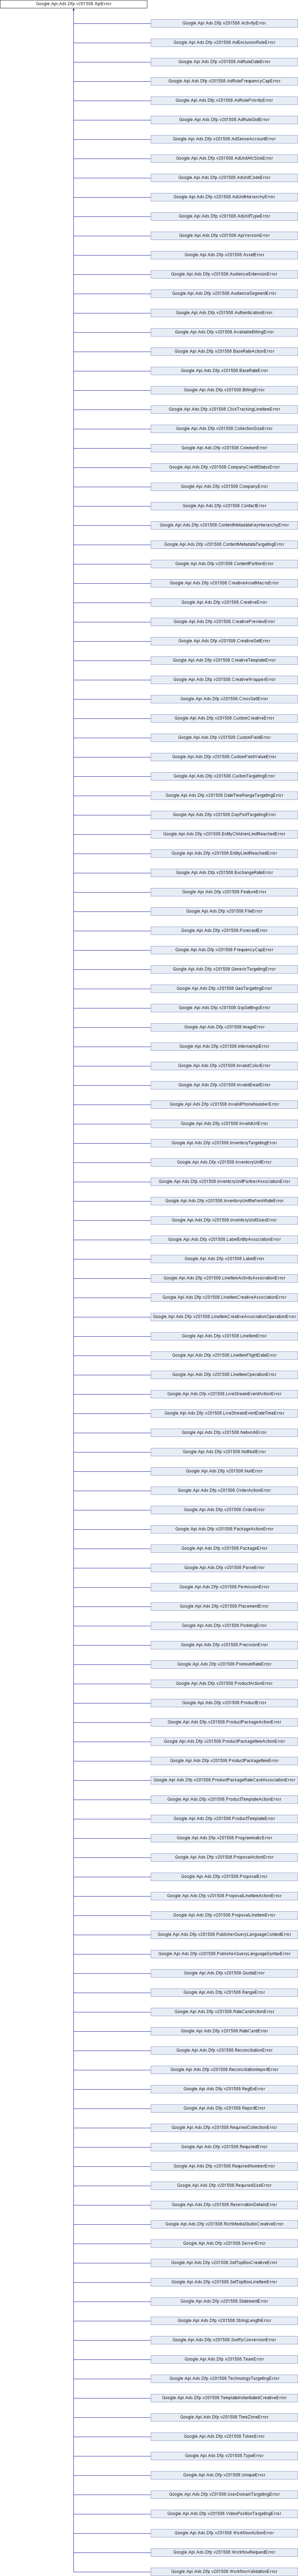 Google.Api.Ads.Dfp.v201508.ApiError
Google.Api.Ads.Dfp.v201508.ActivityError
Google.Api.Ads.Dfp.v201508.AdExclusionRuleError
Google.Api.Ads.Dfp.v201508.AdRuleDateError
Google.Api.Ads.Dfp.v201508.AdRuleFrequencyCapError
Google.Api.Ads.Dfp.v201508.AdRulePriorityError
Google.Api.Ads.Dfp.v201508.AdRuleSlotError
Google.Api.Ads.Dfp.v201508.AdSenseAccountError
Google.Api.Ads.Dfp.v201508.AdUnitAfcSizeError
Google.Api.Ads.Dfp.v201508.AdUnitCodeError
Google.Api.Ads.Dfp.v201508.AdUnitHierarchyError
Google.Api.Ads.Dfp.v201508.AdUnitTypeError
Google.Api.Ads.Dfp.v201508.ApiVersionError
Google.Api.Ads.Dfp.v201508.AssetError
Google.Api.Ads.Dfp.v201508.AudienceExtensionError
Google.Api.Ads.Dfp.v201508.AudienceSegmentError
Google.Api.Ads.Dfp.v201508.AuthenticationError
Google.Api.Ads.Dfp.v201508.AvailableBillingError
Google.Api.Ads.Dfp.v201508.BaseRateActionError
Google.Api.Ads.Dfp.v201508.BaseRateError
Google.Api.Ads.Dfp.v201508.BillingError
Google.Api.Ads.Dfp.v201508.ClickTrackingLineItemError
Google.Api.Ads.Dfp.v201508.CollectionSizeError
Google.Api.Ads.Dfp.v201508.CommonError
Google.Api.Ads.Dfp.v201508.CompanyCreditStatusError
Google.Api.Ads.Dfp.v201508.CompanyError
Google.Api.Ads.Dfp.v201508.ContactError
Google.Api.Ads.Dfp.v201508.ContentMetadataKeyHierarchyError
Google.Api.Ads.Dfp.v201508.ContentMetadataTargetingError
Google.Api.Ads.Dfp.v201508.ContentPartnerError
Google.Api.Ads.Dfp.v201508.CreativeAssetMacroError
Google.Api.Ads.Dfp.v201508.CreativeError
Google.Api.Ads.Dfp.v201508.CreativePreviewError
Google.Api.Ads.Dfp.v201508.CreativeSetError
Google.Api.Ads.Dfp.v201508.CreativeTemplateError
Google.Api.Ads.Dfp.v201508.CreativeWrapperError
Google.Api.Ads.Dfp.v201508.CrossSellError
Google.Api.Ads.Dfp.v201508.CustomCreativeError
Google.Api.Ads.Dfp.v201508.CustomFieldError
Google.Api.Ads.Dfp.v201508.CustomFieldValueError
Google.Api.Ads.Dfp.v201508.CustomTargetingError
Google.Api.Ads.Dfp.v201508.DateTimeRangeTargetingError
Google.Api.Ads.Dfp.v201508.DayPartTargetingError
Google.Api.Ads.Dfp.v201508.EntityChildrenLimitReachedError
Google.Api.Ads.Dfp.v201508.EntityLimitReachedError
Google.Api.Ads.Dfp.v201508.ExchangeRateError
Google.Api.Ads.Dfp.v201508.FeatureError
Google.Api.Ads.Dfp.v201508.FileError
Google.Api.Ads.Dfp.v201508.ForecastError
Google.Api.Ads.Dfp.v201508.FrequencyCapError
Google.Api.Ads.Dfp.v201508.GenericTargetingError
Google.Api.Ads.Dfp.v201508.GeoTargetingError
Google.Api.Ads.Dfp.v201508.GrpSettingsError
Google.Api.Ads.Dfp.v201508.ImageError
Google.Api.Ads.Dfp.v201508.InternalApiError
Google.Api.Ads.Dfp.v201508.InvalidColorError
Google.Api.Ads.Dfp.v201508.InvalidEmailError
Google.Api.Ads.Dfp.v201508.InvalidPhoneNumberError
Google.Api.Ads.Dfp.v201508.InvalidUrlError
Google.Api.Ads.Dfp.v201508.InventoryTargetingError
Google.Api.Ads.Dfp.v201508.InventoryUnitError
Google.Api.Ads.Dfp.v201508.InventoryUnitPartnerAssociationError
Google.Api.Ads.Dfp.v201508.InventoryUnitRefreshRateError
Google.Api.Ads.Dfp.v201508.InventoryUnitSizesError
Google.Api.Ads.Dfp.v201508.LabelEntityAssociationError
Google.Api.Ads.Dfp.v201508.LabelError
Google.Api.Ads.Dfp.v201508.LineItemActivityAssociationError
Google.Api.Ads.Dfp.v201508.LineItemCreativeAssociationError
Google.Api.Ads.Dfp.v201508.LineItemCreativeAssociationOperationError
Google.Api.Ads.Dfp.v201508.LineItemError
Google.Api.Ads.Dfp.v201508.LineItemFlightDateError
Google.Api.Ads.Dfp.v201508.LineItemOperationError
Google.Api.Ads.Dfp.v201508.LiveStreamEventActionError
Google.Api.Ads.Dfp.v201508.LiveStreamEventDateTimeError
Google.Api.Ads.Dfp.v201508.NetworkError
Google.Api.Ads.Dfp.v201508.NotNullError
Google.Api.Ads.Dfp.v201508.NullError
Google.Api.Ads.Dfp.v201508.OrderActionError
Google.Api.Ads.Dfp.v201508.OrderError
Google.Api.Ads.Dfp.v201508.PackageActionError
Google.Api.Ads.Dfp.v201508.PackageError
Google.Api.Ads.Dfp.v201508.ParseError
Google.Api.Ads.Dfp.v201508.PermissionError
Google.Api.Ads.Dfp.v201508.PlacementError
Google.Api.Ads.Dfp.v201508.PoddingError
Google.Api.Ads.Dfp.v201508.PrecisionError
Google.Api.Ads.Dfp.v201508.PremiumRateError
Google.Api.Ads.Dfp.v201508.ProductActionError
Google.Api.Ads.Dfp.v201508.ProductError
Google.Api.Ads.Dfp.v201508.ProductPackageActionError
Google.Api.Ads.Dfp.v201508.ProductPackageItemActionError
Google.Api.Ads.Dfp.v201508.ProductPackageItemError
Google.Api.Ads.Dfp.v201508.ProductPackageRateCardAssociationError
Google.Api.Ads.Dfp.v201508.ProductTemplateActionError
Google.Api.Ads.Dfp.v201508.ProductTemplateError
Google.Api.Ads.Dfp.v201508.ProgrammaticError
Google.Api.Ads.Dfp.v201508.ProposalActionError
Google.Api.Ads.Dfp.v201508.ProposalError
Google.Api.Ads.Dfp.v201508.ProposalLineItemActionError
Google.Api.Ads.Dfp.v201508.ProposalLineItemError
Google.Api.Ads.Dfp.v201508.PublisherQueryLanguageContextError
Google.Api.Ads.Dfp.v201508.PublisherQueryLanguageSyntaxError
Google.Api.Ads.Dfp.v201508.QuotaError
Google.Api.Ads.Dfp.v201508.RangeError
Google.Api.Ads.Dfp.v201508.RateCardActionError
Google.Api.Ads.Dfp.v201508.RateCardError
Google.Api.Ads.Dfp.v201508.ReconciliationError
Google.Api.Ads.Dfp.v201508.ReconciliationImportError
Google.Api.Ads.Dfp.v201508.RegExError
Google.Api.Ads.Dfp.v201508.ReportError
Google.Api.Ads.Dfp.v201508.RequiredCollectionError
Google.Api.Ads.Dfp.v201508.RequiredError
Google.Api.Ads.Dfp.v201508.RequiredNumberError
Google.Api.Ads.Dfp.v201508.RequiredSizeError
Google.Api.Ads.Dfp.v201508.ReservationDetailsError
Google.Api.Ads.Dfp.v201508.RichMediaStudioCreativeError
Google.Api.Ads.Dfp.v201508.ServerError
Google.Api.Ads.Dfp.v201508.SetTopBoxCreativeError
Google.Api.Ads.Dfp.v201508.SetTopBoxLineItemError
Google.Api.Ads.Dfp.v201508.StatementError
Google.Api.Ads.Dfp.v201508.StringLengthError
Google.Api.Ads.Dfp.v201508.SwiffyConversionError
Google.Api.Ads.Dfp.v201508.TeamError
Google.Api.Ads.Dfp.v201508.TechnologyTargetingError
Google.Api.Ads.Dfp.v201508.TemplateInstantiatedCreativeError
Google.Api.Ads.Dfp.v201508.TimeZoneError
Google.Api.Ads.Dfp.v201508.TokenError
Google.Api.Ads.Dfp.v201508.TypeError
Google.Api.Ads.Dfp.v201508.UniqueError
Google.Api.Ads.Dfp.v201508.UserDomainTargetingError
Google.Api.Ads.Dfp.v201508.VideoPositionTargetingError
Google.Api.Ads.Dfp.v201508.WorkflowActionError
Google.Api.Ads.Dfp.v201508.WorkflowRequestError
Google.Api.Ads.Dfp.v201508.WorkflowValidationError